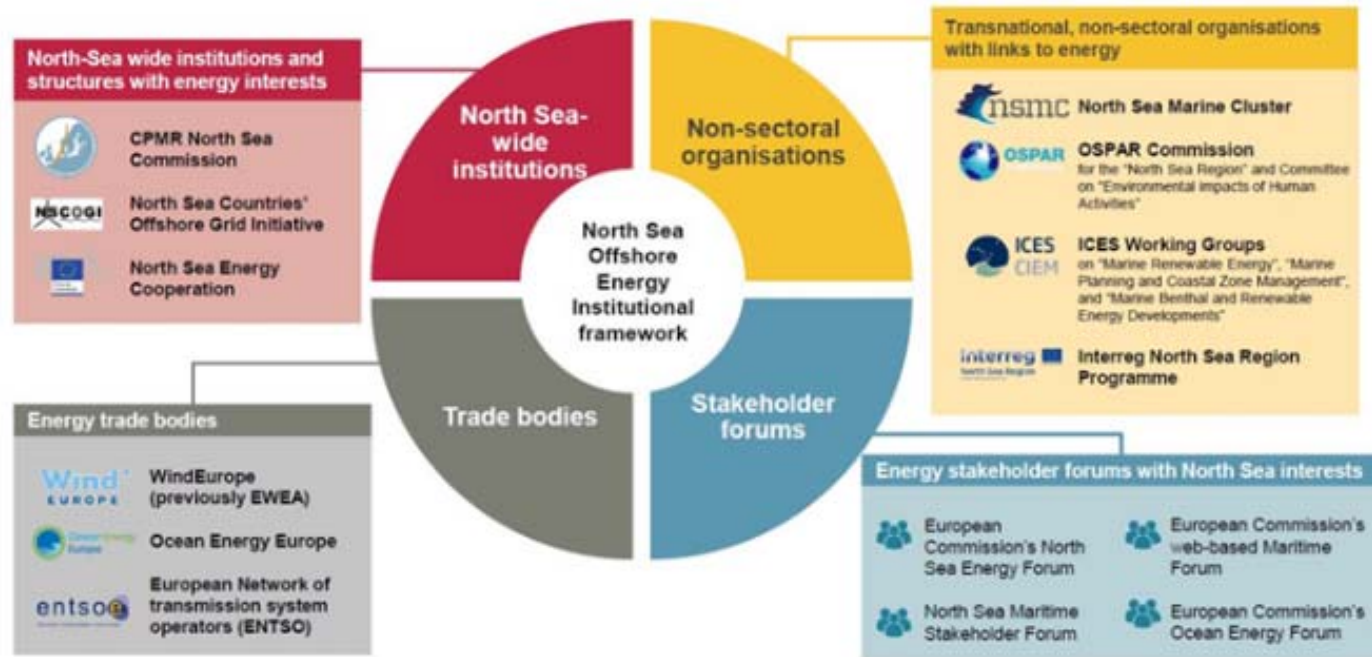 North-Sea wide institutions and
structures with energy interests
CPMR North Sea
Commission
NSCOGI
North Sea Countries'
Offshore Grid Initiative
North Sea Energy
Cooperation
North Sea-
wide
institutions
Non-sectoral
organisations
North Sea
Offshore
Energy
Institutional
framework
Trade bodies
Stakeholder
forums
Transnational, non-sectoral organisations
with links to energy
nsmc
North Sea Marine Cluster
OSPAR
OSPAR Commission
for the "North Sea Region" and Committee
on "Environmental impacts of Human
Activities"
ICES
CIEM
ICES Working Groups
on "Marine Renewable Energy", "Marine
Planning and Coastal Zone Management",
and "Marine Benthal and Renewable
Energy Developments"
Interreg
North Sea Region
Interreg North Sea Region
Programme
Energy trade bodies
Wind
EUROPE
WindEurope
(previously EWEA)
OceanEnergy
Europe
Ocean Energy Europe
entsoe
European Network of
transmission system
operators (ENTSO)
Energy stakeholder forums with North Sea interests
European
Commission's North
Sea Energy Forum
European Commission's
web-based Maritime
Forum
North Sea Maritime
Stakeholder Forum
European Commission's
Ocean Energy Forum